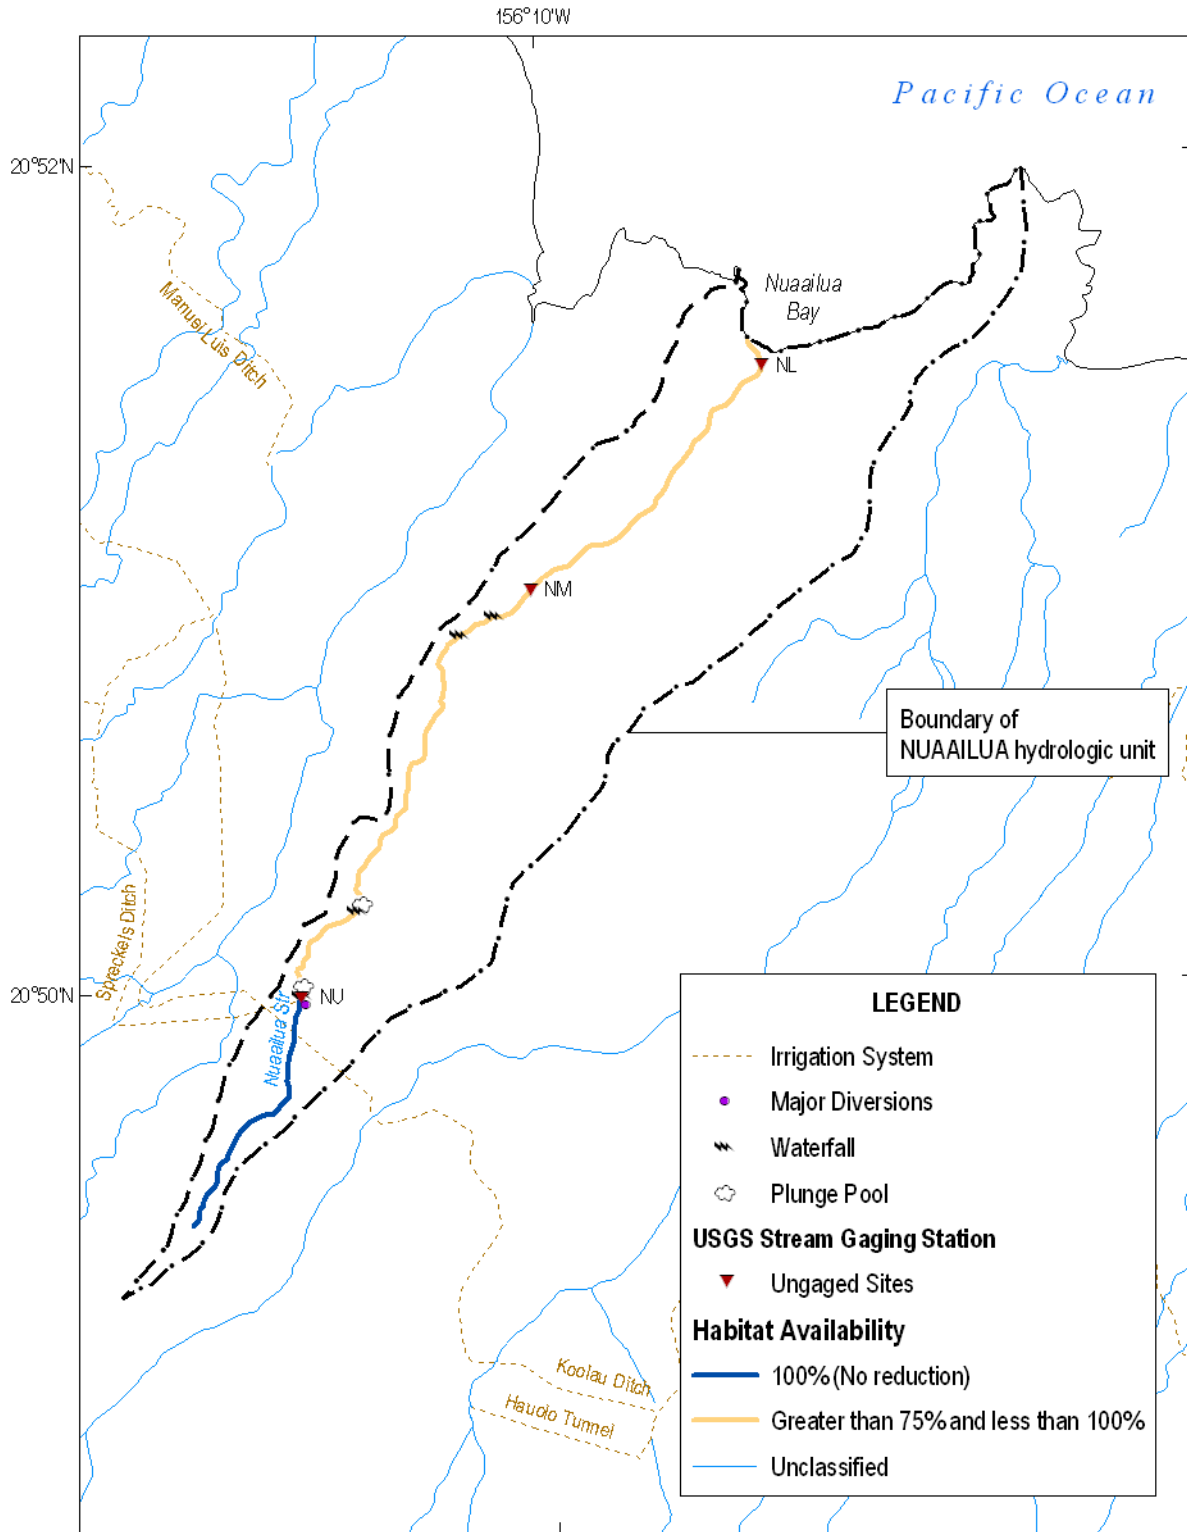 156°10'W
Pacific Ocean
20°52'N
Nuaailua
Bay
Manusi Luis Ditch
NL
NM
Boundary of
NUAAILUA hydrologic unit
Spreckels Ditch
20°50'N
NU
Nuaailua Str
LEGEND
Irrigation System
Major Diversions
Waterfall
Plunge Pool
USGS Stream Gaging Station
Ungaged Sites
Habitat Availability
100% (No reduction)
Greater than 75% and less than 100%
Unclassified
Koolau Ditch
Hauolo Tunnel